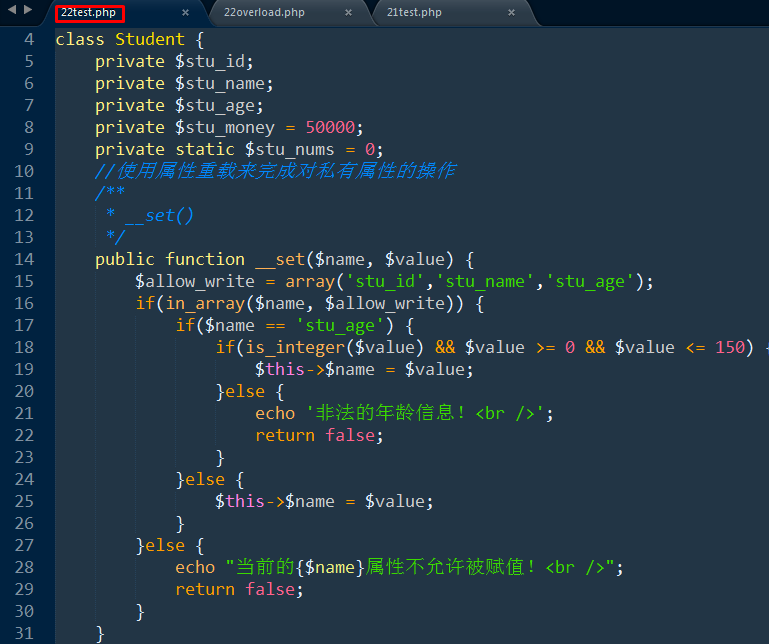 22test.php × 22overload.php × 21test.php ×
4 class Student {
5     private $stu_id;
6     private $stu_name;
7     private $stu_age;
8     private $stu_money = 50000;
9     private static $stu_nums = 0;
10     //使用属性重载来完成对私有属性的操作
11     /**
12      * __set()
13      */
14     public function __set($name, $value) {
15         $allow_write = array('stu_id','stu_name','stu_age');
16         if(in_array($name, $allow_write)) {
17             if($name == 'stu_age') {
18                 if(is_integer($value) && $value >= 0 && $value <= 150) {
19                     $this->$name = $value;
20                 }else {
21                     echo '非法的年龄信息！<br />';
22                     return false;
23                 }
24             }else {
25                 $this->$name = $value;
26             }
27         }else {
28             echo "当前的{$name}属性不允许被赋值！<br />";
29             return false;
30         }
31     }